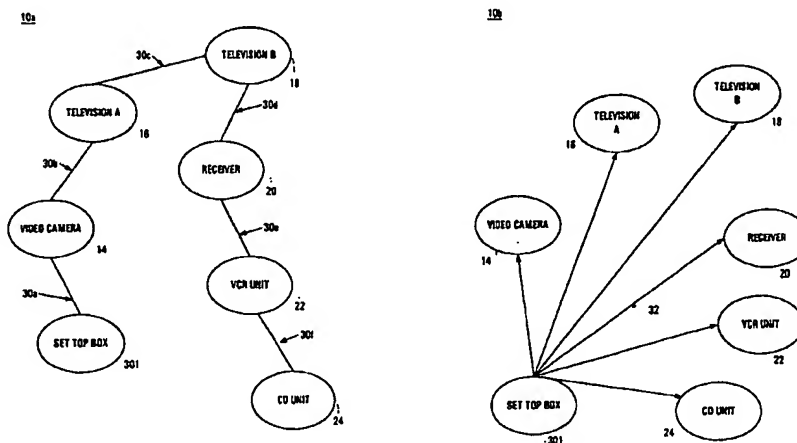 10a
30c
TELEVISION B
18
TELEVISION A
16
30d
30b
RECEIVER
20
VIDEO CAMERA
14
30e
30a
VCR UNIT
22
SET TOP BOX
301
30f
CD UNIT
24
10b
TELEVISION
B
18
TELEVISION
A
16
VIDEO CAMERA
14
RECEIVER
20
32
VCR UNIT
22
SET TOP BOX
301
CD UNIT
24